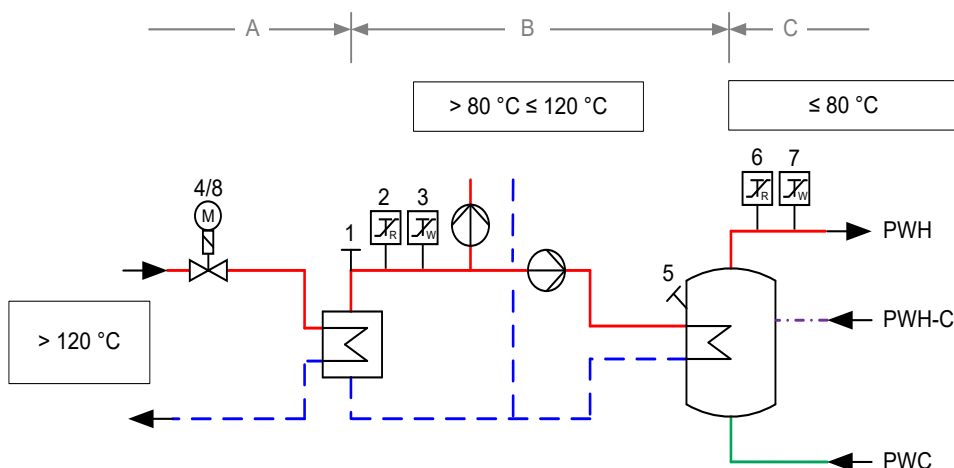 A B C
> 80 °C ≤ 120 °C
≤ 80 °C
4/8
M
2 3
R W
1
6 7
R W
PWH
5
PWH-C
> 120 °C
PWC